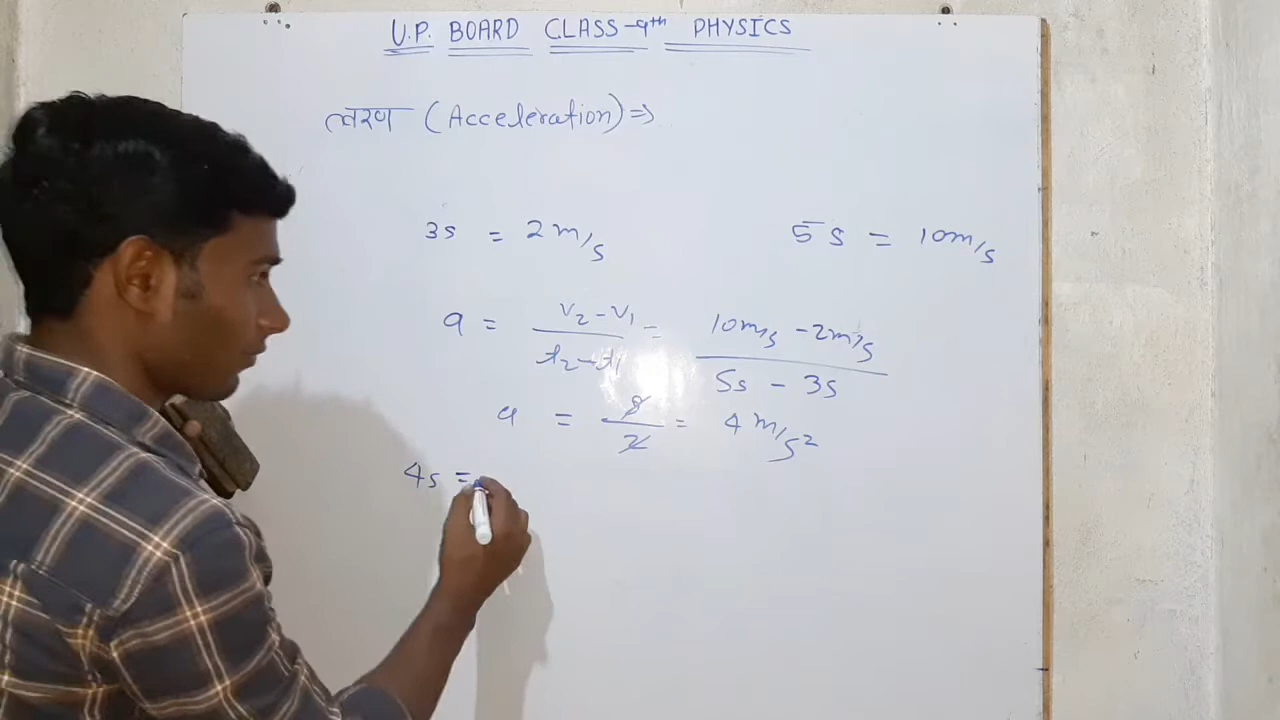 U.P. BOARD CLASS-9th PHYSICS
त्वरण (Acceleration) ⇒
3s = 2m/s 5s = 10m/s
a = v₂-v₁ / t₂-t₁ = 10m/s - 2m/s / 5s - 3s
a = 8 / 2 = 4 m/s²
4s =